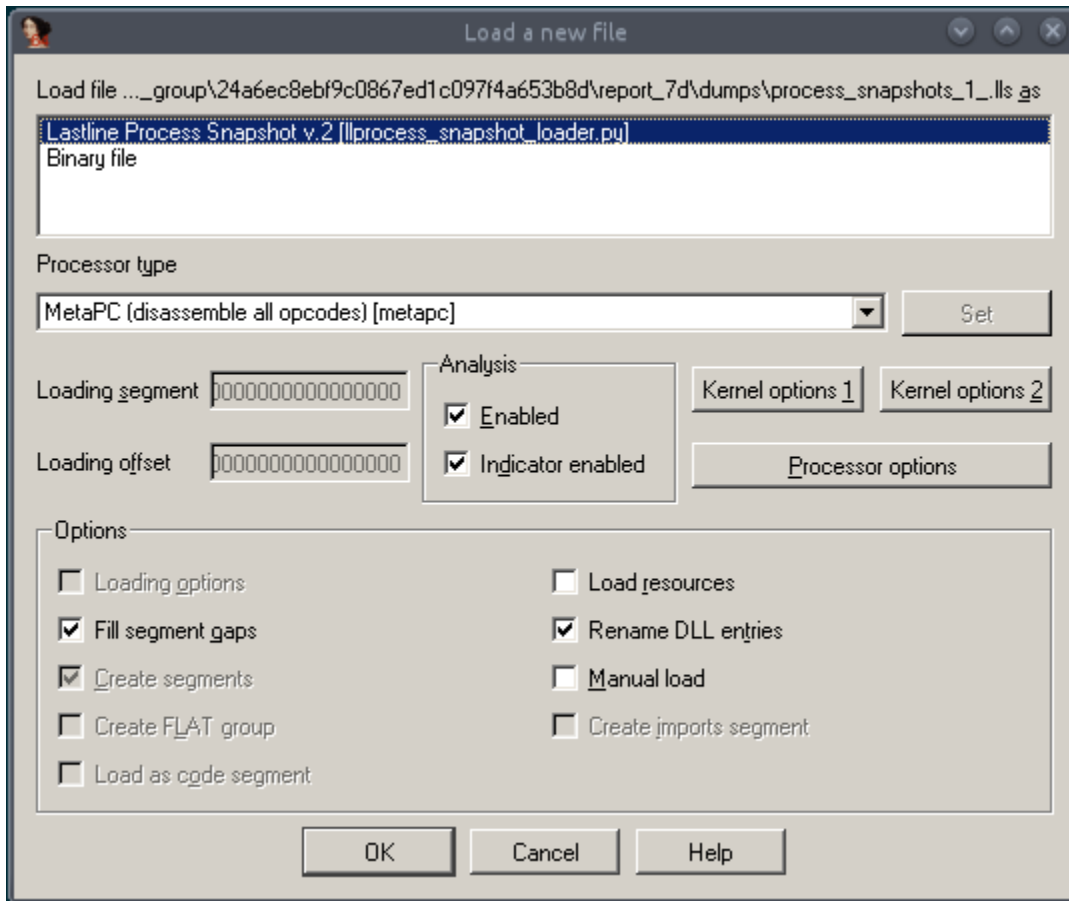 Load a new file
Load file ..._group\24a6ec8ebf9c0867ed1c097f4a653b8d\report_7d\dumps\process_snapshots_1_.lls as
Lastline Process Snapshot v.2 [llprocess_snapshot_loader.py]
Binary file
Processor type
MetaPC (disassemble all opcodes) [metapc]
Set
Analysis
Loading segment 0000000000000000
Enabled
Kernel options 1
Kernel options 2
Loading offset 0000000000000000
Indicator enabled
Processor options
Options
Loading options
Load resources
Fill segment gaps
Rename DLL entries
Create segments
Manual load
Create FLAT group
Create imports segment
Load as code segment
OK
Cancel
Help